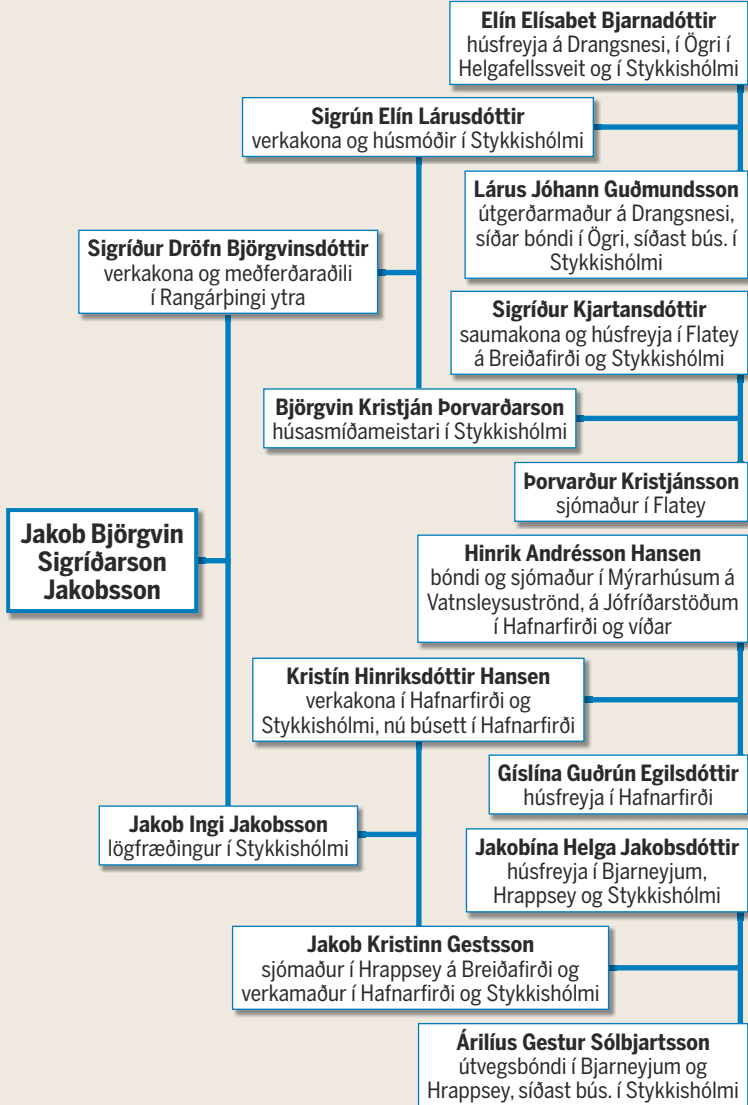 Elín Elísabet Bjarnadóttir
húsfreyja á Drangsnesi, í Ögri í
Helgafellssveit og í Stykkishólmi
Sigrún Elín Lárusdóttir
verkakona og húsmóðir í Stykkishólmi
Lárus Jóhann Guðmundsson
útgerðarmaður á Drangsnesi,
síðar bóndi í Ögri, síðast bús. í
Stykkishólmi
Sigríður Dröfn Björgvinsdóttir
verkakona og meðferðaraðili
í Rangárþingi ytra
Sigríður Kjartansdóttir
saumakona og húsfreyja í Flatey
á Breiðafirði og Stykkishólmi
Björgvin Kristján Þorvarðarson
húsasmíðameistari í Stykkishólmi
Þorvarður Kristjánsson
sjómaður í Flatey
Jakob Björgvin
Sigríðarson
Jakobsson
Hinrik Andrésson Hansen
bóndi og sjómaður í Mýrarhúsum á
Vatnsleysuströnd, á Jófríðarstöðum
í Hafnarfirði og víðar
Kristín Hinriksdóttir Hansen
verkakona í Hafnarfirði og
Stykkishólmi, nú búsett í Hafnarfirði
Gíslína Guðrún Egilsdóttir
húsfreyja í Hafnarfirði
Jakob Ingi Jakobsson
lögfræðingur í Stykkishólmi
Jakobína Helga Jakobsdóttir
húsfreyja í Bjarneyjum,
Hrappsey og Stykkishólmi
Jakob Kristinn Gestsson
sjómaður í Hrappsey á Breiðafirði og
verkamaður í Hafnarfirði og Stykkishólmi
Árilíus Gestur Sólbjartsson
útvegsbóndi í Bjarneyjum og
Hrappsey, síðast bús. í Stykkishólmi